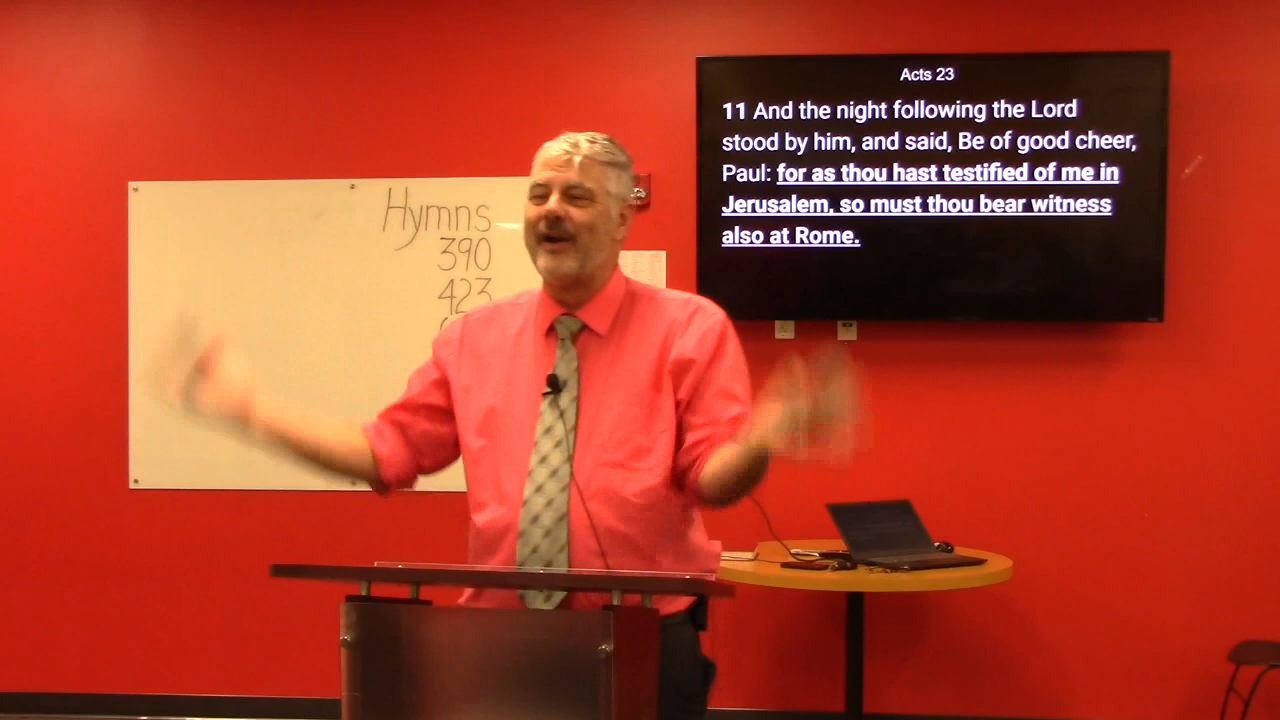 Hymns
390
423
Acts 23
11 And the night following the Lord
stood by him, and said, Be of good cheer,
Paul: for as thou hast testified of me in
Jerusalem, so must thou bear witness
also at Rome.